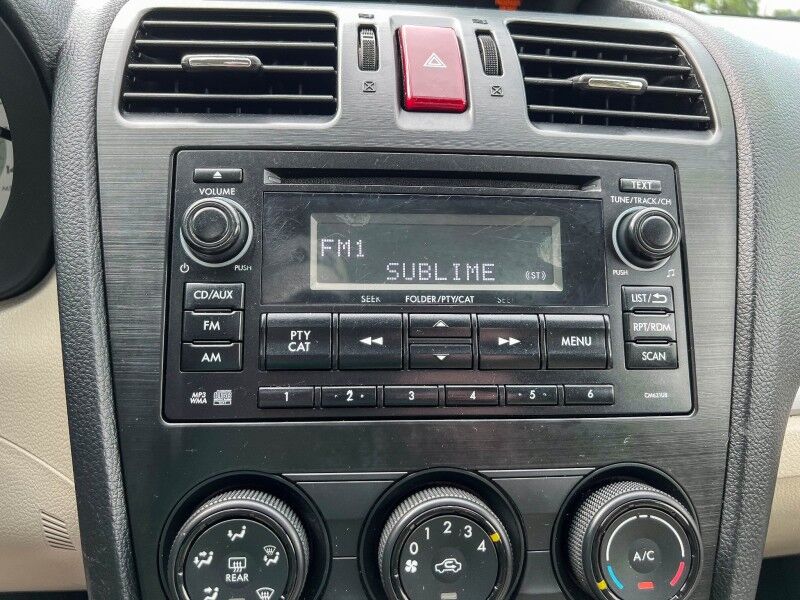 VOLUME
TEXT
TUNE/TRACK/CH
FM1
SUBLIME (ST)
PUSH
PUSH
SEEK FOLDER/PTY/CAT SEEK
CD/AUX
LIST/
FM
PTY CAT
MENU
RPT/RDM
AM
SCAN
MP3
WMA
1 2 3 4 5 6
CM621UB
0 1 2 3 4
REAR
A/C